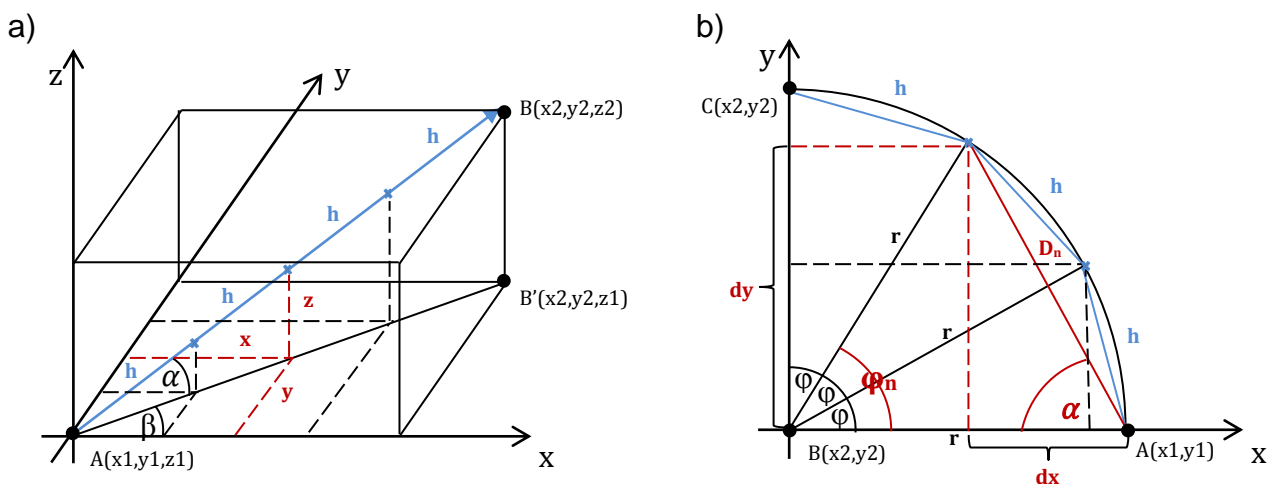 a)
z
y
B(x2,y2,z2)
h
h
h
z
B’(x2,y2,z1)
x
h
α
y
β
A(x1,y1,z1)
x
b)
y
h
C(x2,y2)
h
r
Dₙ
dy
r
h
φ
φ
φ
φₙ
α
r
B(x2,y2)
A(x1,y1)
dx
x